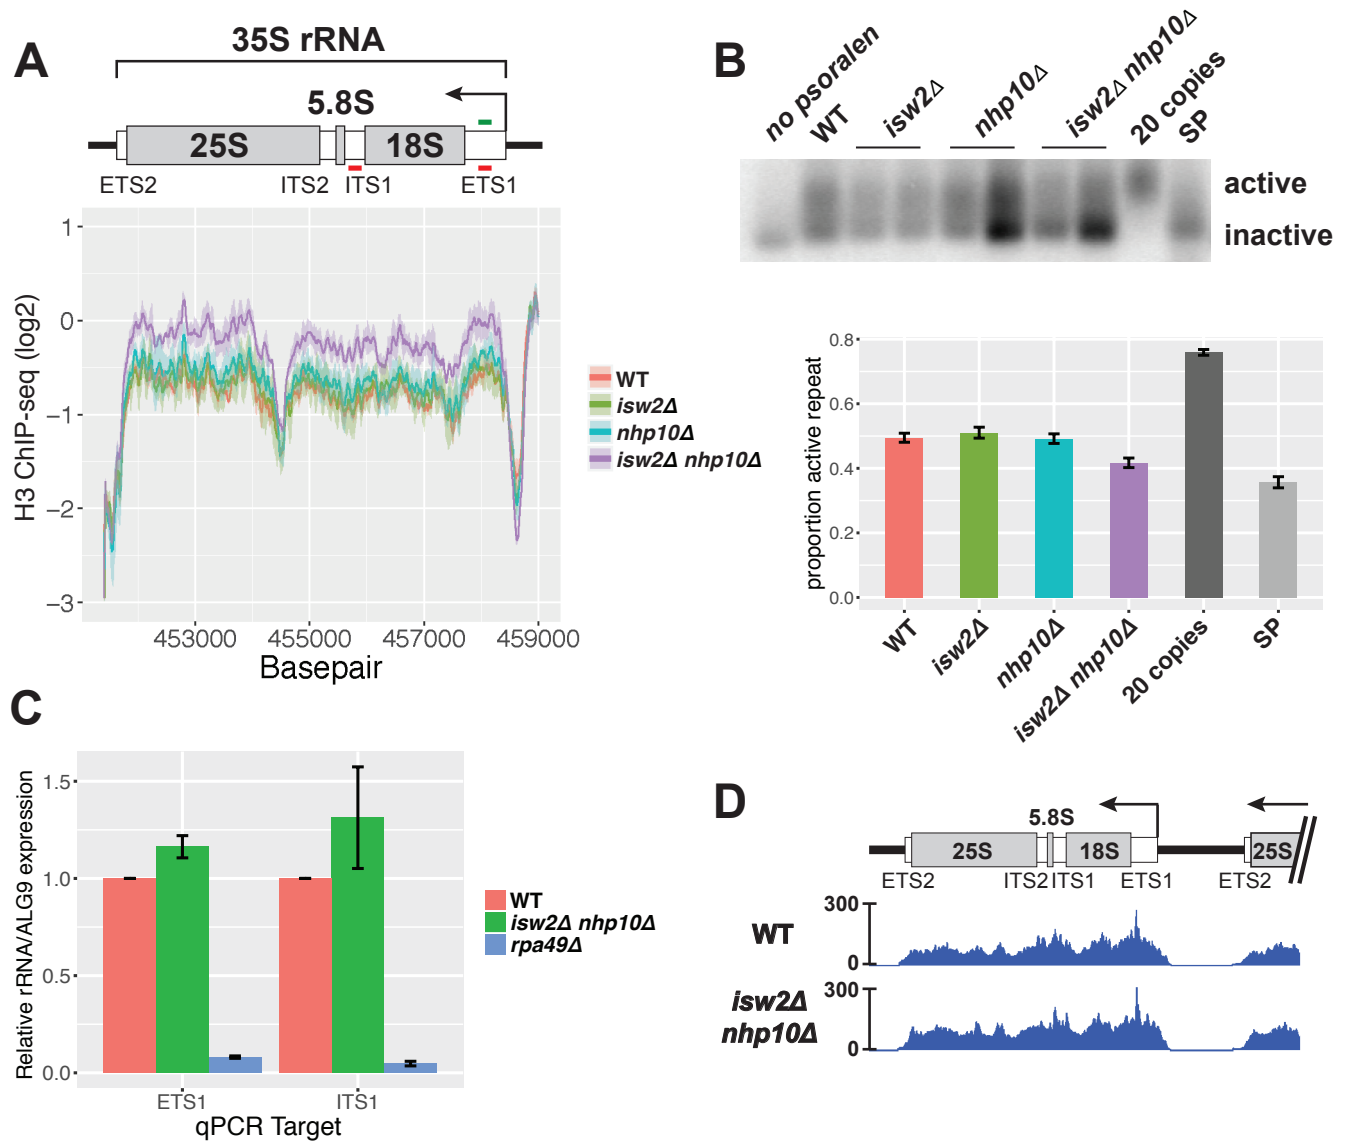 A
35S rRNA
5.8S
25S
18S
ETS2
ITS2
ITS1
ETS1
H3 ChIP-seq (log2)
1
0
−1
−2
−3
453000
455000
457000
459000
Basepair
WT
isw2Δ
nhp10Δ
isw2Δ nhp10Δ
B
no psoralen
WT
isw2Δ
nhp10Δ
isw2Δ nhp10Δ
20 copies
SP
active
inactive
proportion active repeat
0.8
0.6
0.4
0.2
0.0
WT
isw2Δ
nhp10Δ
isw2Δ nhp10Δ
20 copies
SP
C
Relative rRNA/ALG9 expression
1.5
1.0
0.5
0.0
ETS1
ITS1
qPCR Target
WT
isw2Δ nhp10Δ
rpa49Δ
D
5.8S
25S
18S
25S
ETS2
ITS2
ITS1
ETS1
ETS2
WT
300
0
isw2Δ
nhp10Δ
300
0